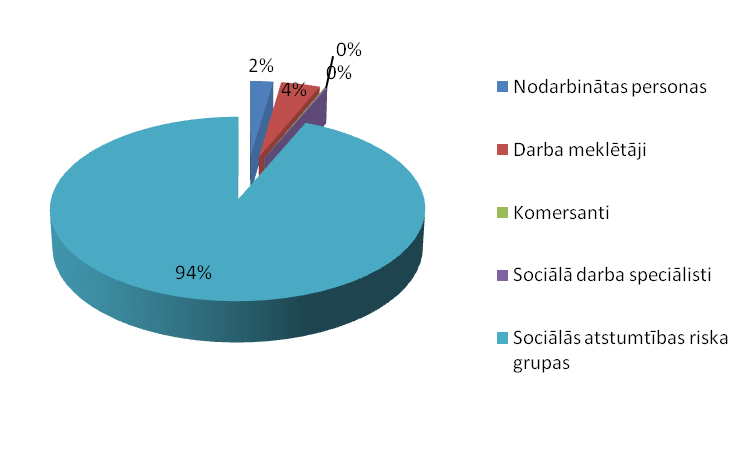 0%
2%
0%
4%
94%
Nodarbinātas personas
Darba meklētāji
Komersanti
Sociālā darba speciālisti
Sociālās atstumtības riska
grupas